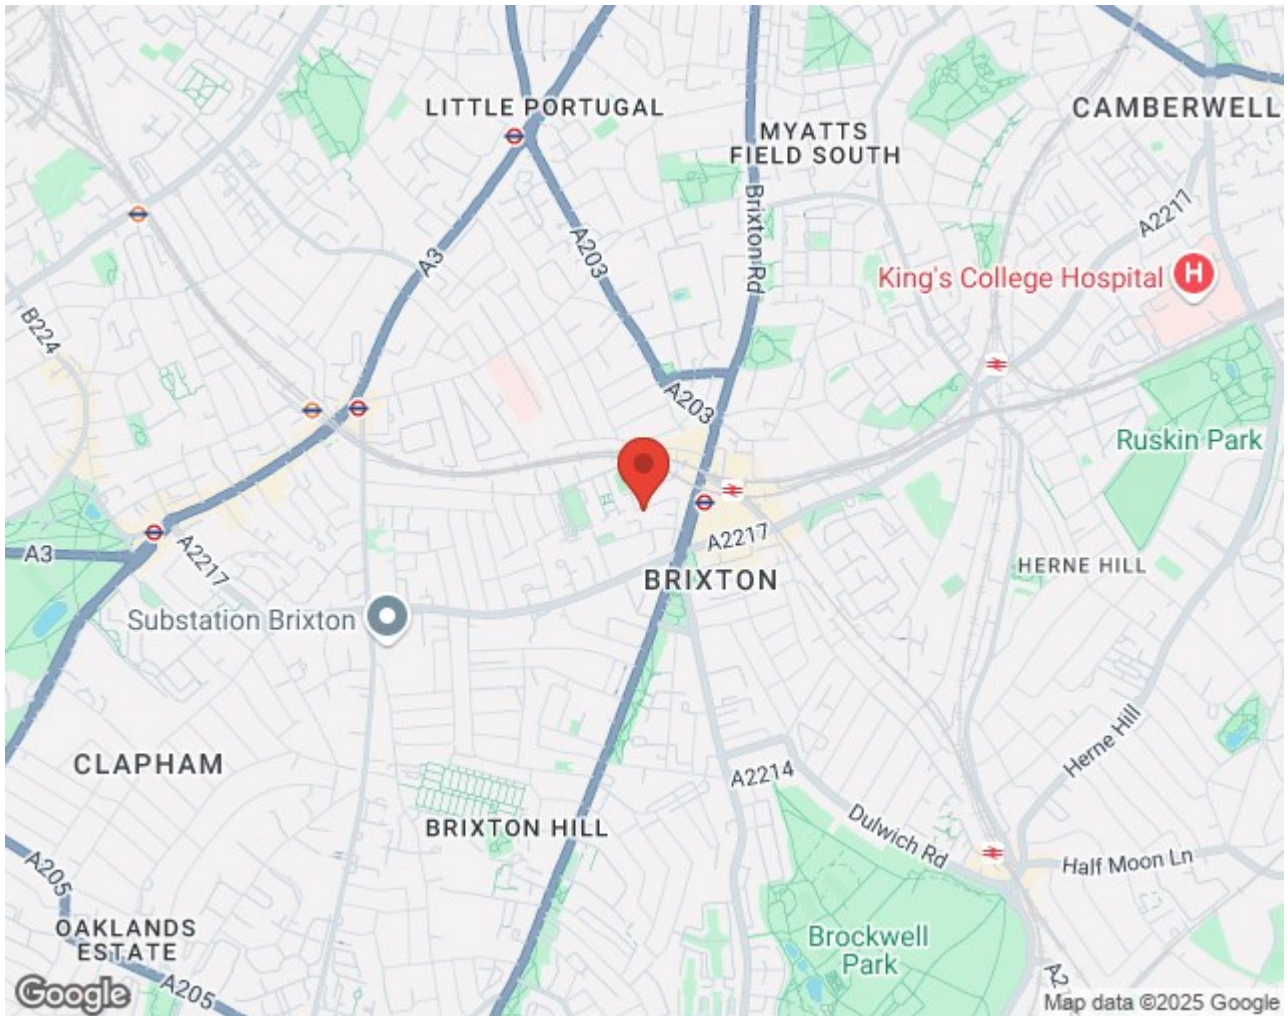 LITTLE PORTUGAL
CAMBERWELL
MYATTS
FIELD SOUTH
A2217
Brixton Rd
A203
A3
King's College Hospital
H
B224
A203
Ruskin Park
A3
A2217
A2217
HERNE HILL
BRIXTON
Substation Brixton
Herne Hill
CLAPHAM
A2214
BRIXTON HILL
Dulwich Rd
Half Moon Ln
A205
OAKLANDS
ESTATE
Brockwell
Park
A205
A2
Google
Map data ©2025 Google